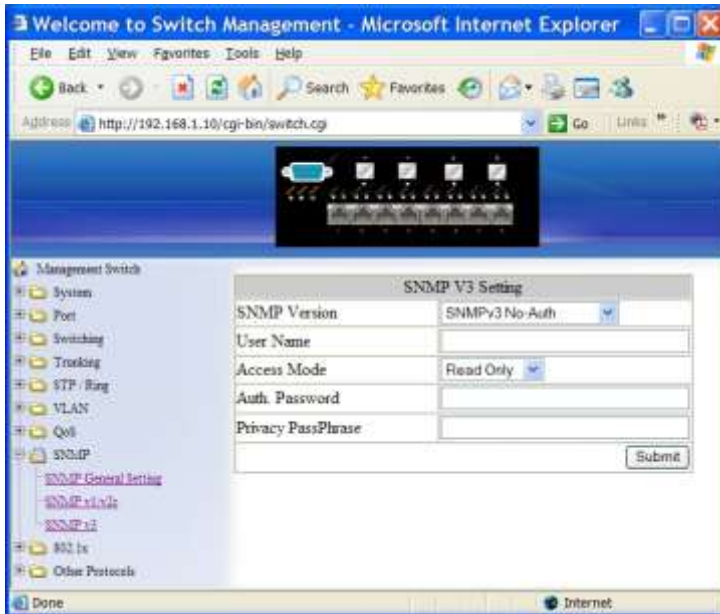 Welcome to Switch Management - Microsoft Internet Explorer
File Edit View Favorites Tools Help
Back Search Favorites
Address http://192.168.1.10/cgi-bin/switch.cgi Go Links »
Management Switch
System
Port
Switching
Trunking
STP / Ring
VLAN
QoS
SNMP
SNMP General Setting
SNMP v1/v2c
SNMP v3
802.1x
Other Protocols
SNMP V3 Setting
SNMP Version SNMPv3 No-Auth
User Name
Access Mode Read Only
Auth. Password
Privacy PassPhrase
Submit
Done Internet